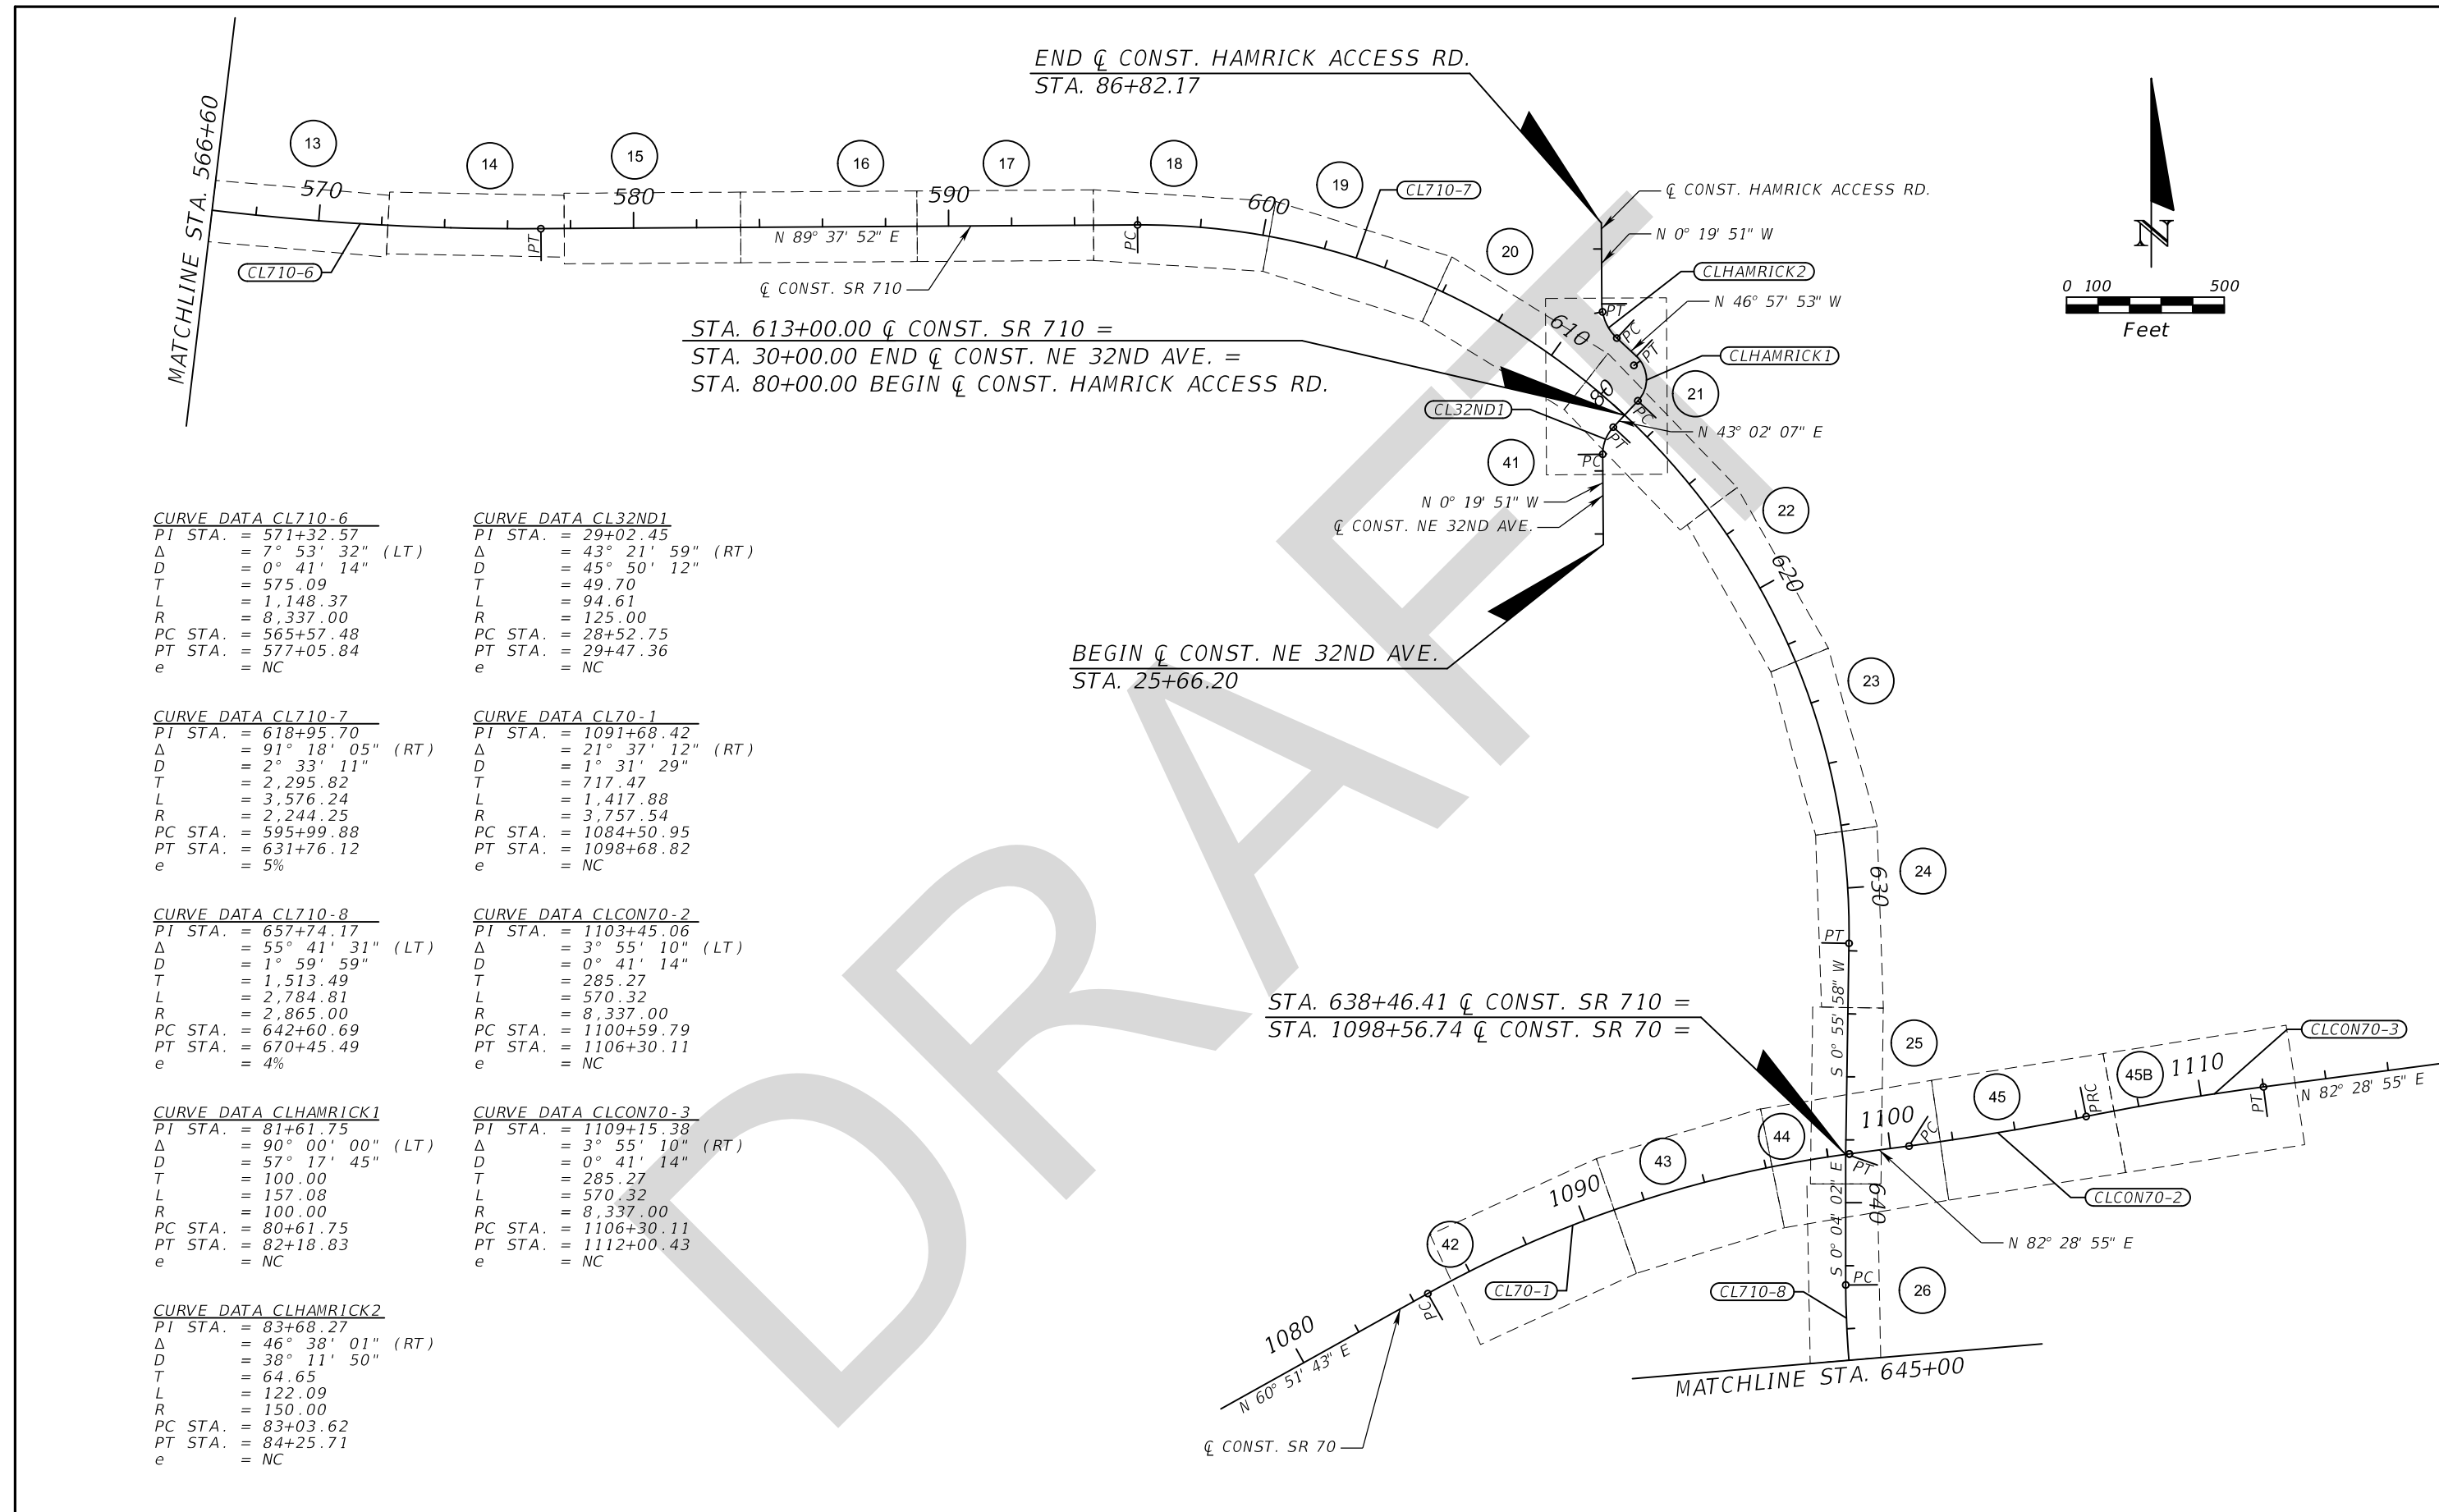 END ℄ CONST. HAMRICK ACCESS RD.
STA. 86+82.17
MATCHLINE STA. 566+60
13
14
15
16
17
18
19
20
21
22
23
24
25
26
41
42
43
44
45
45B
570
580
590
600
610
620
630
640
80
1080
1090
1100
1110
CL710-6
PT
N 89° 37' 52" E
℄ CONST. SR 710
PC
CL710-7
℄ CONST. HAMRICK ACCESS RD.
N 0° 19' 51" W
CLHAMRICK2
N 46° 57' 53" W
PT
PC
PT
CLHAMRICK1
PC
N 43° 02' 07" E
N
0 100 500
Feet
STA. 613+00.00 ℄ CONST. SR 710 =
STA. 30+00.00 END ℄ CONST. NE 32ND AVE. =
STA. 80+00.00 BEGIN ℄ CONST. HAMRICK ACCESS RD.
CL32ND1
PT
PC
N 0° 19' 51" W
℄ CONST. NE 32ND AVE.
BEGIN ℄ CONST. NE 32ND AVE.
STA. 25+66.20
CURVE DATA CL710-6
PI STA. = 571+32.57
Δ = 7° 53' 32" (LT)
D = 0° 41' 14"
T = 575.09
L = 1,148.37
R = 8,337.00
PC STA. = 565+57.48
PT STA. = 577+05.84
e = NC
CURVE DATA CL710-7
PI STA. = 618+95.70
Δ = 91° 18' 05" (RT)
D = 2° 33' 11"
T = 2,295.82
L = 3,576.24
R = 2,244.25
PC STA. = 595+99.88
PT STA. = 631+76.12
e = 5%
CURVE DATA CL710-8
PI STA. = 657+74.17
Δ = 55° 41' 31" (LT)
D = 1° 59' 59"
T = 1,513.49
L = 2,784.81
R = 2,865.00
PC STA. = 642+60.69
PT STA. = 670+45.49
e = 4%
CURVE DATA CLHAMRICK1
PI STA. = 81+61.75
Δ = 90° 00' 00" (LT)
D = 57° 17' 45"
T = 100.00
L = 157.08
R = 100.00
PC STA. = 80+61.75
PT STA. = 82+18.83
e = NC
CURVE DATA CLHAMRICK2
PI STA. = 83+68.27
Δ = 46° 38' 01" (RT)
D = 38° 11' 50"
T = 64.65
L = 122.09
R = 150.00
PC STA. = 83+03.62
PT STA. = 84+25.71
e = NC
CURVE DATA CL32ND1
PI STA. = 29+02.45
Δ = 43° 21' 59" (RT)
D = 45° 50' 12"
T = 49.70
L = 94.61
R = 125.00
PC STA. = 28+52.75
PT STA. = 29+47.36
e = NC
CURVE DATA CL70-1
PI STA. = 1091+68.42
Δ = 21° 37' 12" (RT)
D = 1° 31' 29"
T = 717.47
L = 1,417.88
R = 3,757.54
PC STA. = 1084+50.95
PT STA. = 1098+68.82
e = NC
CURVE DATA CLCON70-2
PI STA. = 1103+45.06
Δ = 3° 55' 10" (LT)
D = 0° 41' 14"
T = 285.27
L = 570.32
R = 8,337.00
PC STA. = 1100+59.79
PT STA. = 1106+30.11
e = NC
CURVE DATA CLCON70-3
PI STA. = 1109+15.38
Δ = 3° 55' 10" (RT)
D = 0° 41' 14"
T = 285.27
L = 570.32
R = 8,337.00
PC STA. = 1106+30.11
PT STA. = 1112+00.43
e = NC
DRAFT
PT
S 0° 55' 58" W
STA. 638+46.41 ℄ CONST. SR 710 =
STA. 1098+56.74 ℄ CONST. SR 70 =
PC
PT
PRC
PT
CLCON70-3
N 82° 28' 55" E
CLCON70-2
N 82° 28' 55" E
S 0° 04' 02" E
PC
CL710-8
CL70-1
PC
N 60° 51' 43" E
℄ CONST. SR 70
MATCHLINE STA. 645+00